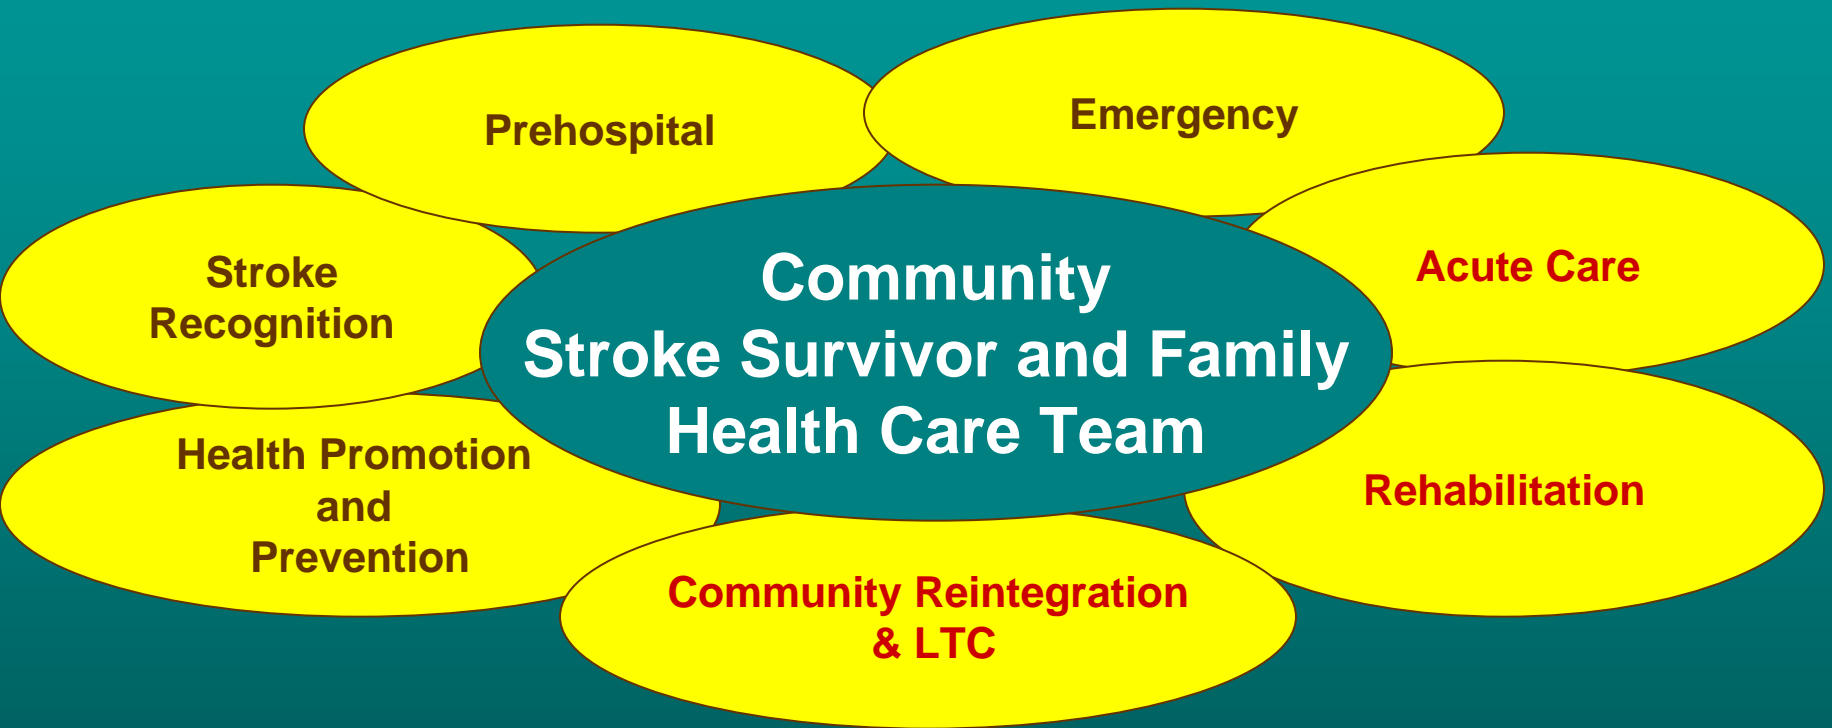 Prehospital
Emergency
Stroke
Recognition
Community
Stroke Survivor and Family
Health Care Team
Acute Care
Health Promotion
and
Prevention
Rehabilitation
Community Reintegration
& LTC